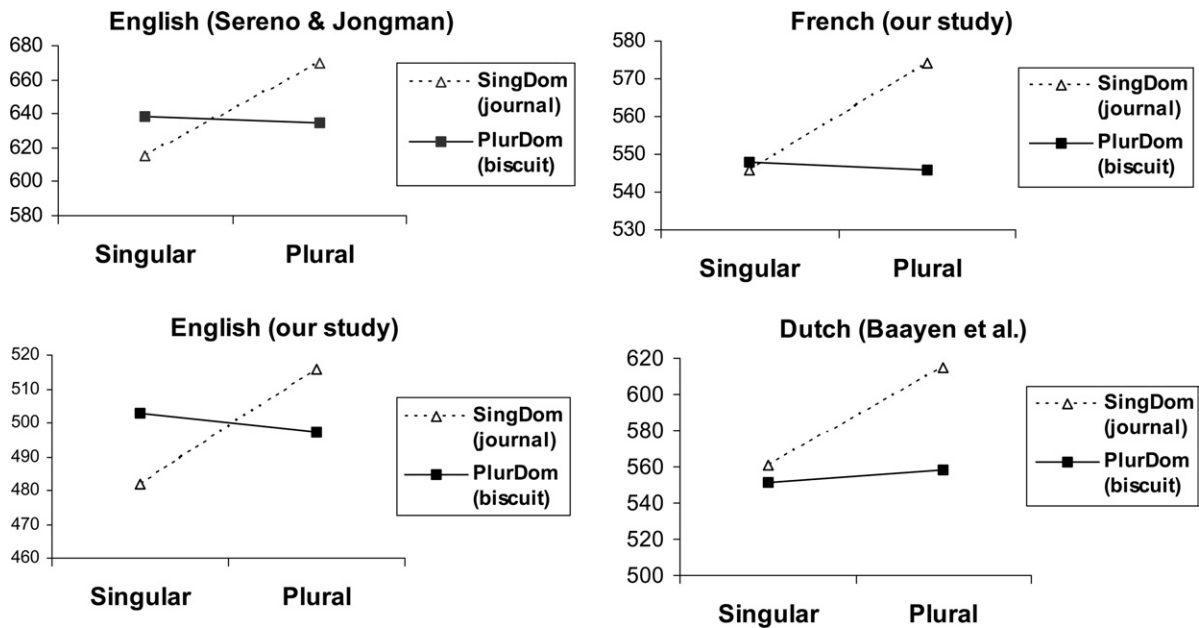 English (Sereno & Jongman)
680
660
640
620
600
580
Singular
Plural
SingDom
(journal)
PlurDom
(biscuit)
French (our study)
580
570
560
550
540
530
Singular
Plural
SingDom
(journal)
PlurDom
(biscuit)
English (our study)
520
510
500
490
480
470
460
Singular
Plural
SingDom
(journal)
PlurDom
(biscuit)
Dutch (Baayen et al.)
620
600
580
560
540
520
500
Singular
Plural
SingDom
(journal)
PlurDom
(biscuit)